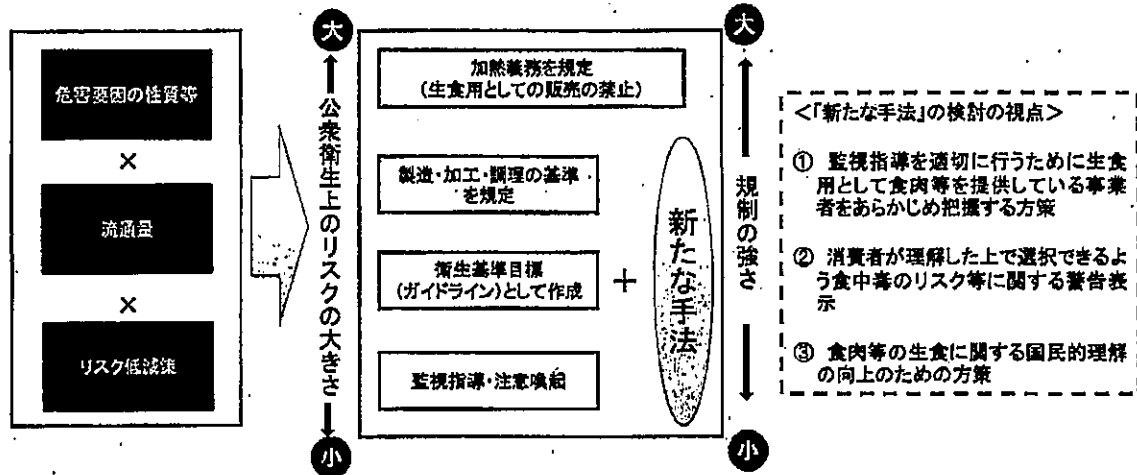 危害要因の性質等
×
流通量
×
リスク低減策
大
公衆衛生上のリスクの大きさ
小
加熱義務を規定
(生食用としての販売の禁止)
製造・加工・調理の基準
を規定
衛生基準目標
(ガイドライン)として作成
監視指導・注意喚起
+
新たな手法
大
規制の強さ
小
<「新たな手法」の検討の視点>
① 監視指導を適切に行うために生食
用として食肉等を提供している事業
者をあらかじめ把握する方策
② 消費者が理解した上で選択できるよ
う食中毒のリスク等に関する警告表
示
③ 食肉等の生食に関する国民的理解
の向上のための方策